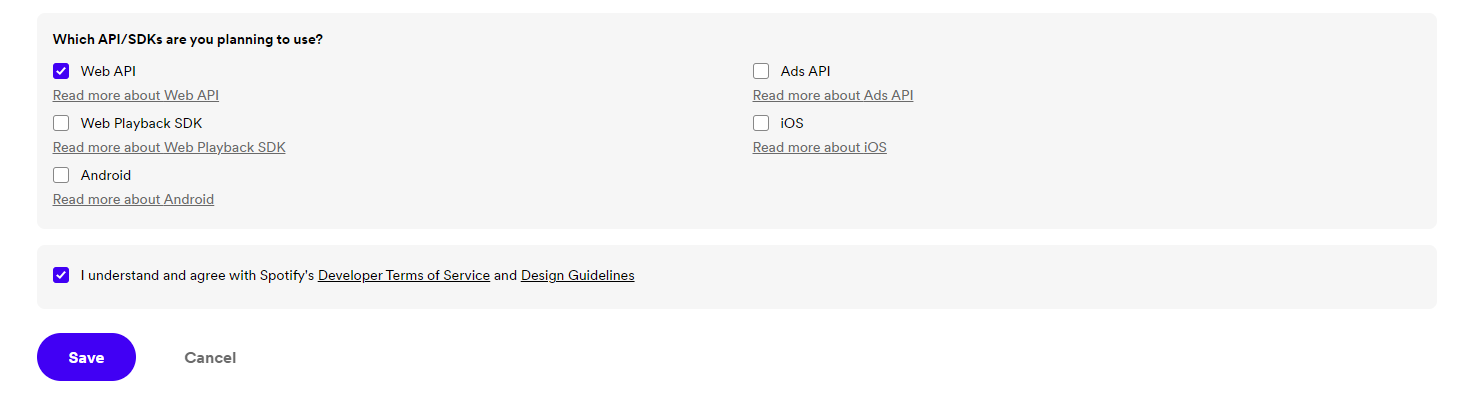 Which API/SDKs are you planning to use?
Web API
Read more about Web API
Web Playback SDK
Read more about Web Playback SDK
Android
Read more about Android
Ads API
Read more about Ads API
iOS
Read more about iOS
I understand and agree with Spotify's Developer Terms of Service and Design Guidelines
Save
Cancel